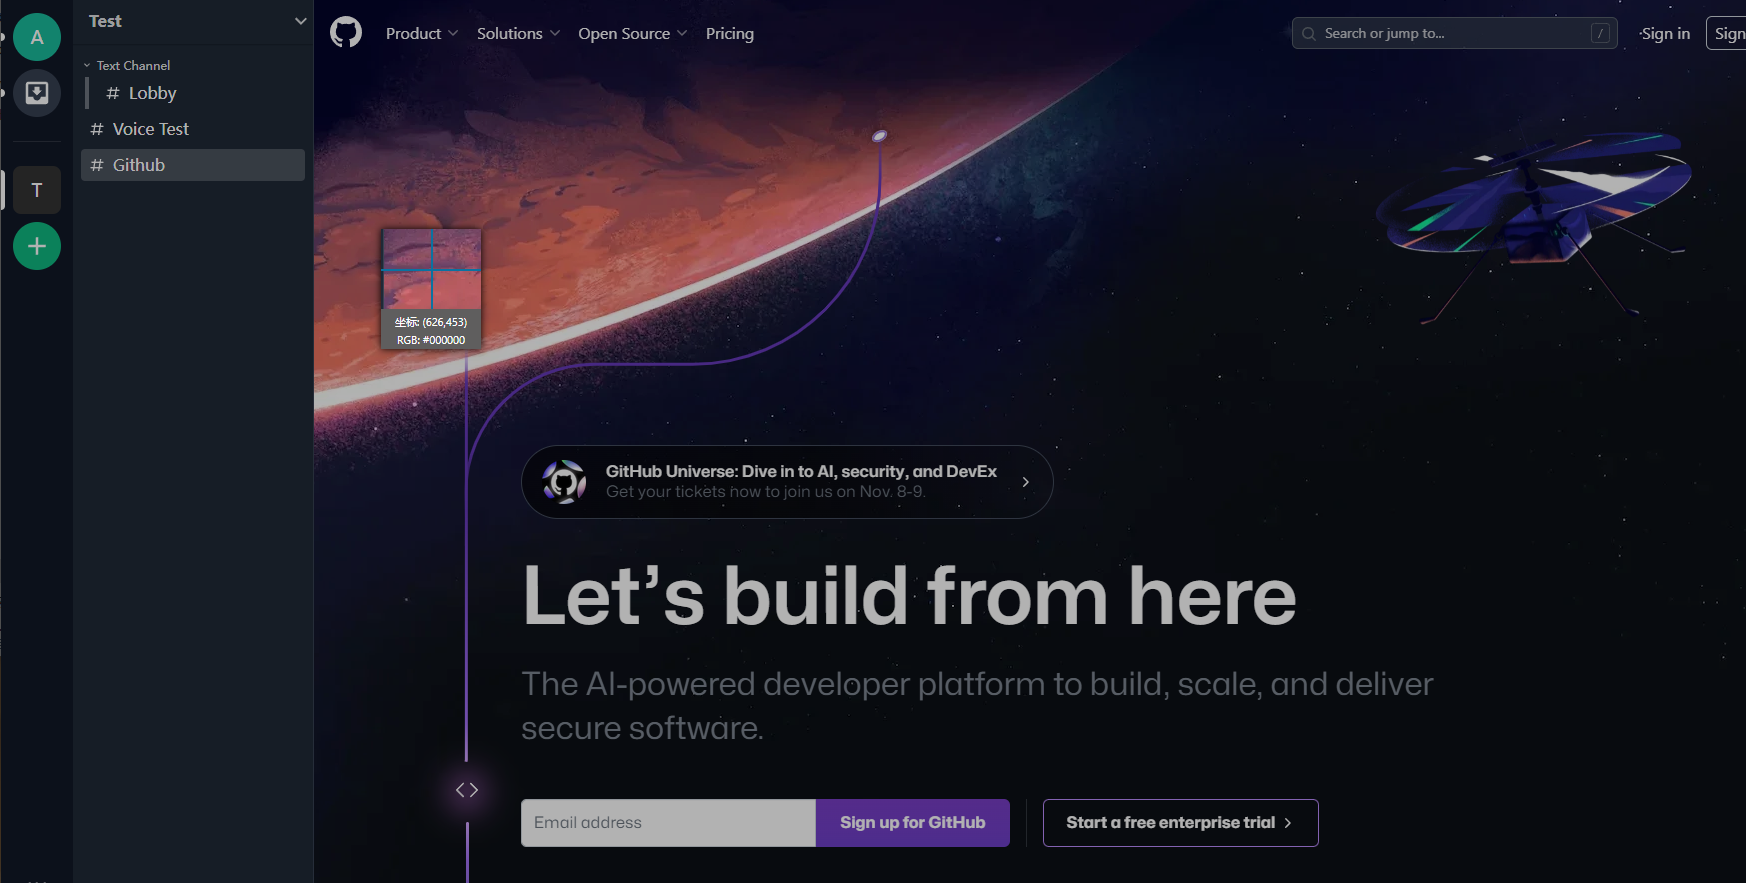 A
T
Test
Text Channel
# Lobby
# Voice Test
# Github
Product
Solutions
Open Source
Pricing
Search or jump to...
/
Sign in
Sign
坐标: (626,453)
RGB: #000000
GitHub Universe: Dive in to AI, security, and DevEx
Get your tickets now to join us on Nov. 8-9.
Let’s build from here
The AI-powered developer platform to build, scale, and deliver
secure software.
Email address
Sign up for GitHub
Start a free enterprise trial